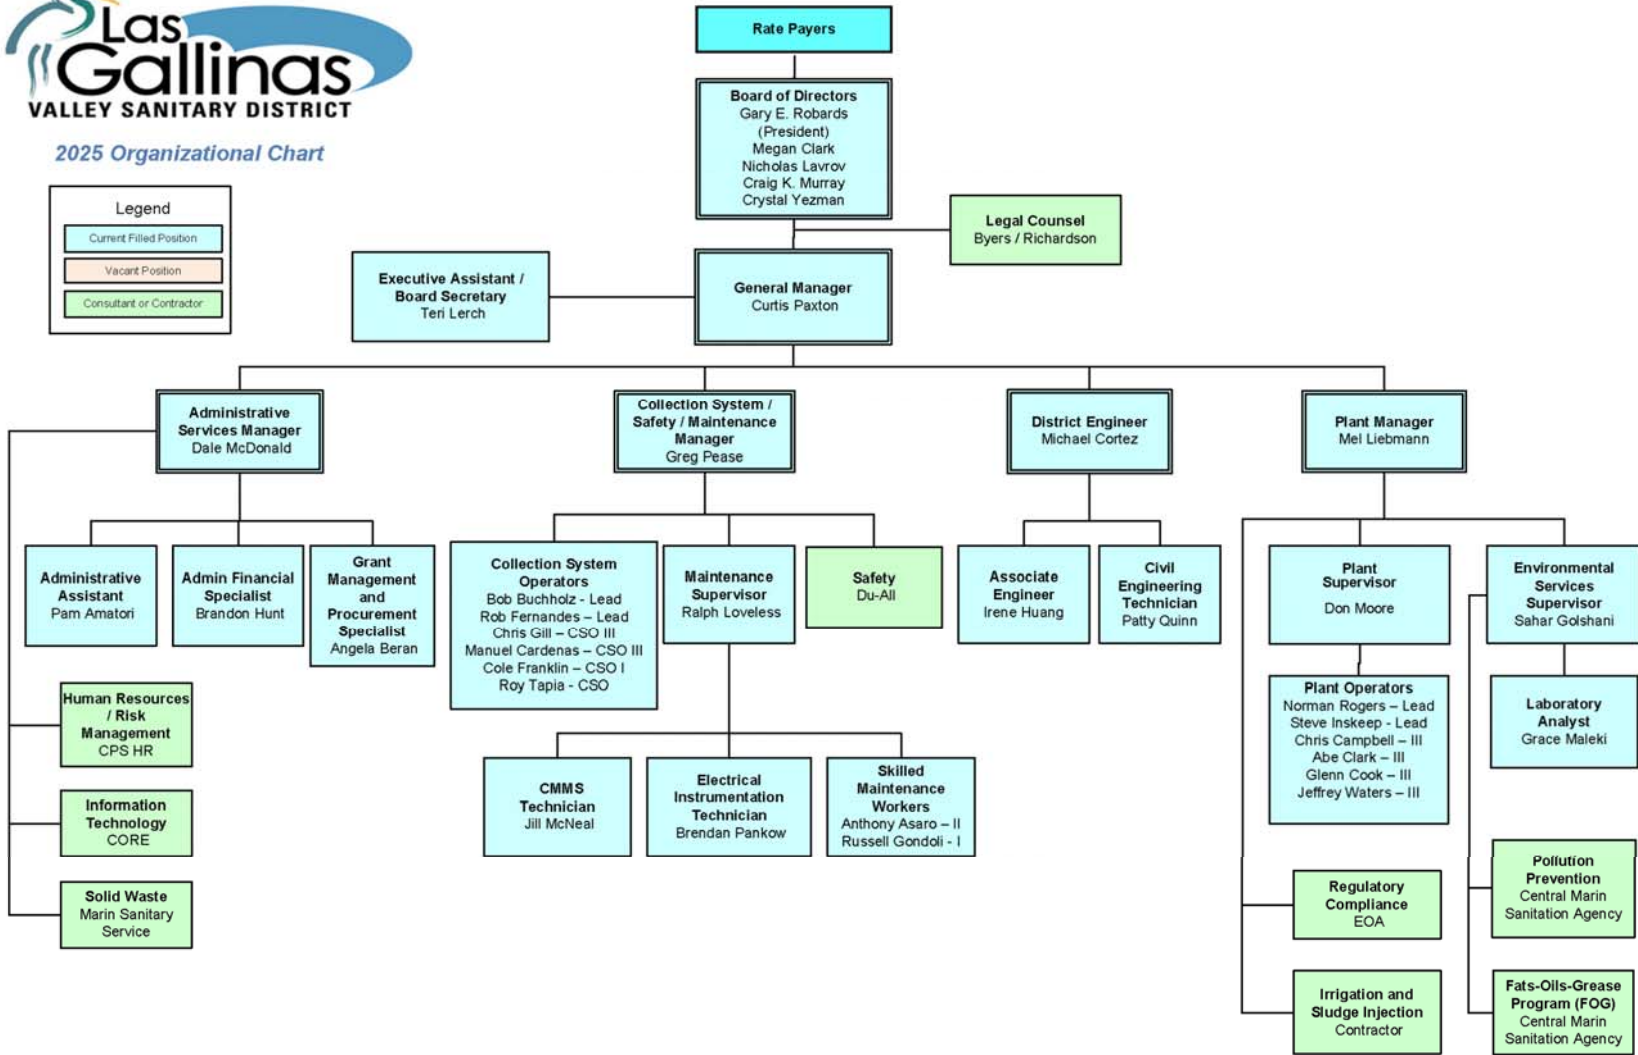 Las
Gallinas
VALLEY SANITARY DISTRICT
2025 Organizational Chart
Legend
Current Filled Position
Vacant Position
Consultant or Contractor
Rate Payers
Board of Directors
Gary E. Robards
(President)
Megan Clark
Nicholas Lavrov
Craig K. Murray
Crystal Yezman
Legal Counsel
Byers / Richardson
Executive Assistant /
Board Secretary
Teri Lerch
General Manager
Curtis Paxton
Administrative
Services Manager
Dale McDonald
Collection System /
Safety / Maintenance
Manager
Greg Pease
District Engineer
Michael Cortez
Plant Manager
Mel Liebmann
Administrative
Assistant
Pam Amatori
Admin Financial
Specialist
Brandon Hunt
Grant
Management
and
Procurement
Specialist
Angela Beran
Collection System
Operators
Bob Buchholz - Lead
Rob Fernandes – Lead
Chris Gill – CSO III
Manuel Cardenas – CSO III
Cole Franklin – CSO I
Roy Tapia - CSO
Maintenance
Supervisor
Ralph Loveless
Safety
Du-All
Associate
Engineer
Irene Huang
Civil
Engineering
Technician
Patty Quinn
Plant
Supervisor
Don Moore
Environmental
Services
Supervisor
Sahar Golshani
Human Resources
/ Risk
Management
CPS HR
Information
Technology
CORE
Solid Waste
Marin Sanitary
Service
CMMS
Technician
Jill McNeal
Electrical
Instrumentation
Technician
Brendan Pankow
Skilled
Maintenance
Workers
Anthony Asaro – II
Russell Gondoli - I
Plant Operators
Norman Rogers – Lead
Steve Inskeep - Lead
Chris Campbell – III
Abe Clark – III
Glenn Cook – III
Jeffrey Waters – III
Laboratory
Analyst
Grace Maleki
Regulatory
Compliance
EOA
Irrigation and
Sludge Injection
Contractor
Pollution
Prevention
Central Marin
Sanitation Agency
Fats-Oils-Grease
Program (FOG)
Central Marin
Sanitation Agency